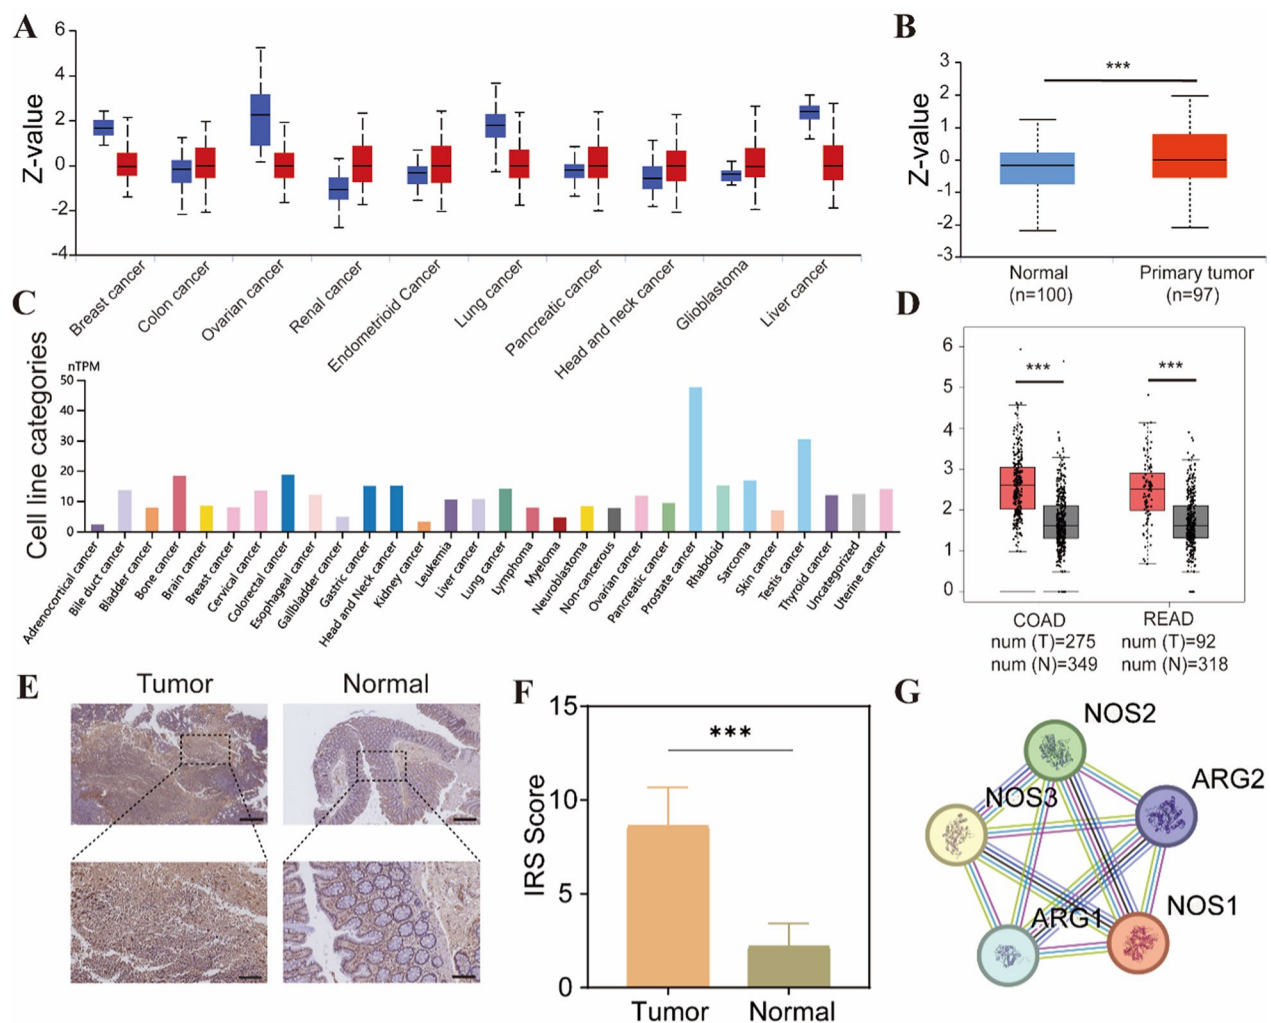 A
Z-value
6
4
2
0
-2
-4
Breast cancer
Colon cancer
Ovarian cancer
Renal cancer
Endometrioid Cancer
Lung cancer
Pancreatic cancer
Head and neck cancer
Glioblastoma
Liver cancer
B
Z-value
3
2
1
0
-1
-2
-3
***
Normal
(n=100)
Primary tumor
(n=97)
C
Cell line categories
nTPM
50
40
30
20
10
0
Adrenocortical cancer
Bile duct cancer
Bladder cancer
Bone cancer
Brain cancer
Breast cancer
Cervical cancer
Colorectal cancer
Esophageal cancer
Gallbladder cancer
Gastric cancer
Head and Neck cancer
Kidney cancer
Leukemia
Liver cancer
Lung cancer
Lymphoma
Myeloma
Neuroblastoma
Non-cancerous
Ovarian cancer
Pancreatic cancer
Prostate cancer
Rhabdoid
Sarcoma
Skin cancer
Testis cancer
Thyroid cancer
Uncategorized
Uterine cancer
D
6
5
4
3
2
1
0
***
***
COAD
num (T)=275
num (N)=349
READ
num (T)=92
num (N)=318
E
Tumor
Normal
F
IRS Score
15
10
5
0
***
Tumor
Normal
G
NOS2
ARG2
NOS3
ARG1
NOS1